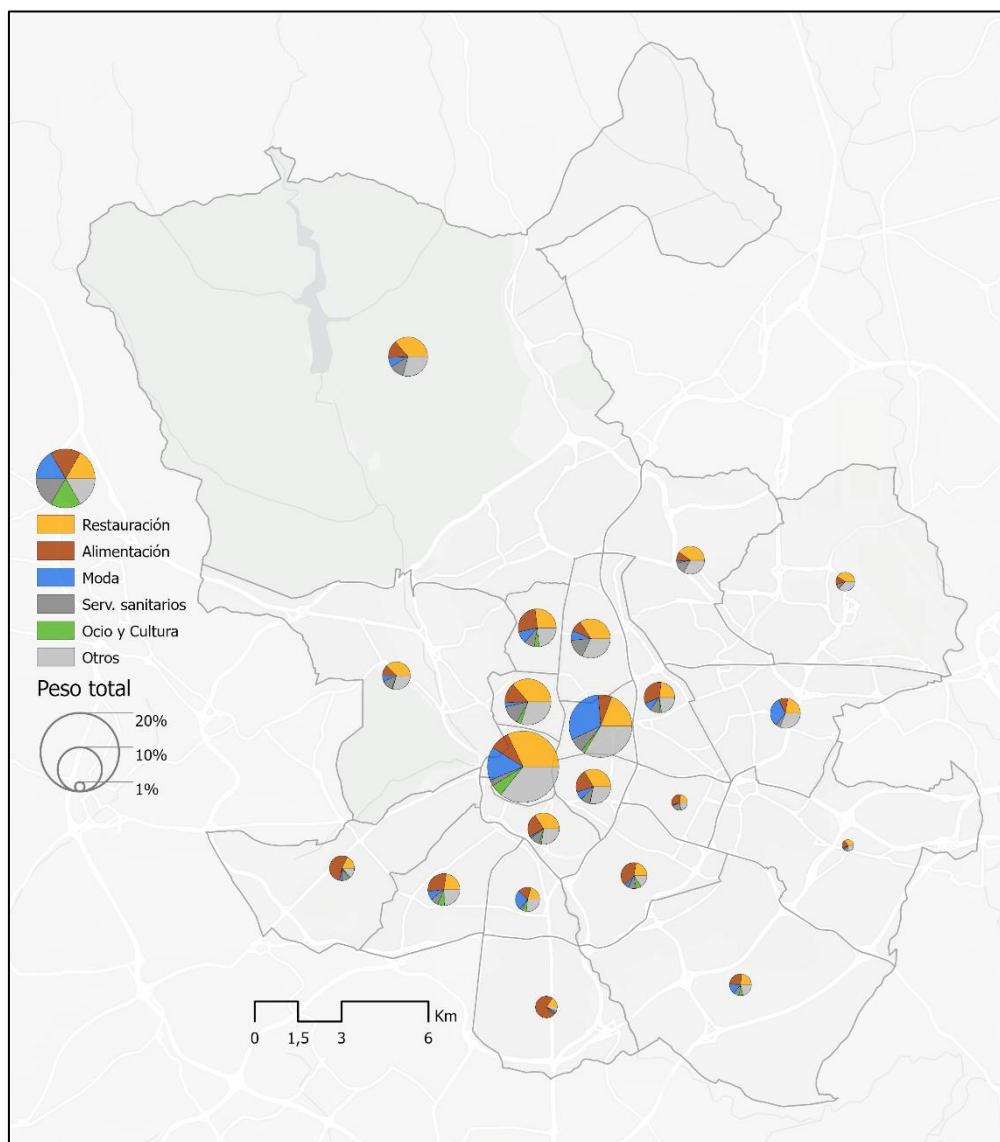 Restauración
Alimentación
Moda
Serv. sanitarios
Ocio y Cultura
Otros
Peso total
20%
10%
1%
Km
0 1,5 3 6